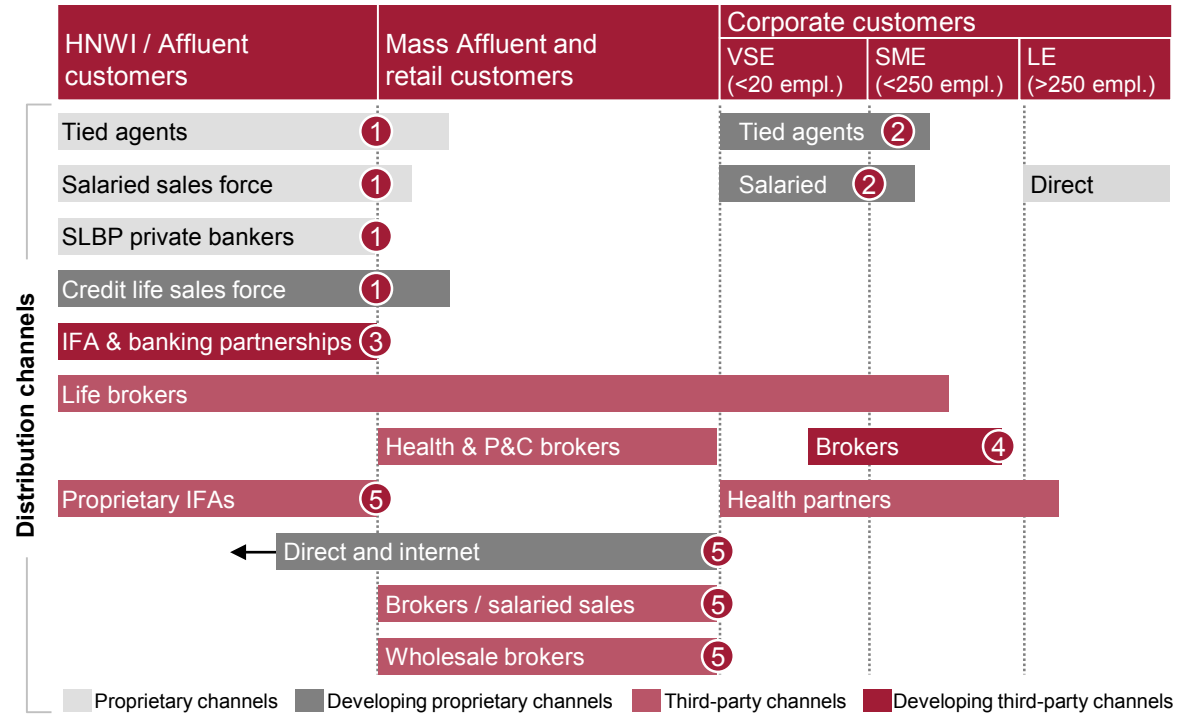 HNWI / Affluent
customers
Mass Affluent and
retail customers
Corporate customers
VSE
(<20 empl.)
SME
(<250 empl.)
LE
(>250 empl.)
Distribution channels
Tied agents
1
Tied agents
2
Salaried sales force
1
Salaried
2
Direct
SLBP private bankers
1
Credit life sales force
1
IFA & banking partnerships
3
Life brokers
Health & P&C brokers
Brokers
4
Proprietary IFAs
5
Health partners
Direct and internet
5
Brokers / salaried sales
5
Wholesale brokers
5
Proprietary channels
Developing proprietary channels
Third-party channels
Developing third-party channels